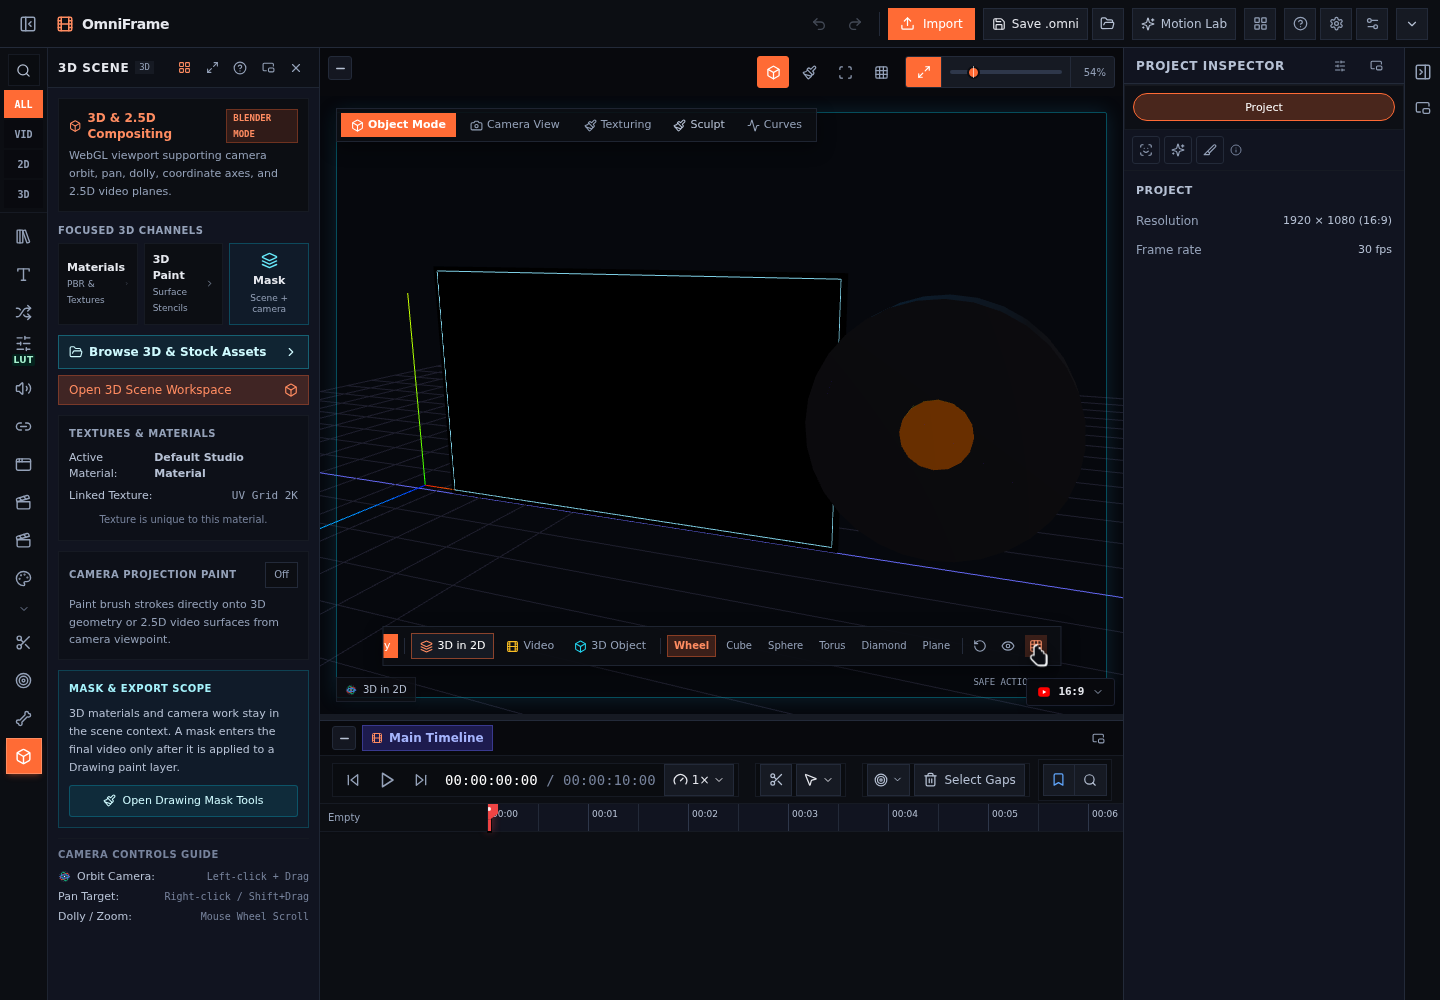 OmniFrame
Import
Save .omni
Motion Lab
3D SCENE 3D
54%
PROJECT INSPECTOR
ALL
VID
2D
3D
LUT
3D & 2.5D Compositing
BLENDER MODE
WebGL viewport supporting camera
orbit, pan, dolly, coordinate axes, and
2.5D video planes.
FOCUSED 3D CHANNELS
Materials
PBR &
Textures
3D
Paint
Surface
Stencils
Mask
Scene +
camera
Browse 3D & Stock Assets
Open 3D Scene Workspace
TEXTURES & MATERIALS
Active Material: Default Studio Material
Linked Texture: UV Grid 2K
Texture is unique to this material.
CAMERA PROJECTION PAINT Off
Paint brush strokes directly onto 3D
geometry or 2.5D video surfaces from
camera viewpoint.
MASK & EXPORT SCOPE
3D materials and camera work stay in
the scene context. A mask enters the
final video only after it is applied to a
Drawing paint layer.
Open Drawing Mask Tools
CAMERA CONTROLS GUIDE
Orbit Camera: Left-click + Drag
Pan Target: Right-click / Shift+Drag
Dolly / Zoom: Mouse Wheel Scroll
Object Mode Camera View Texturing Sculpt Curves
y 3D in 2D Video 3D Object Wheel Cube Sphere Torus Diamond Plane
SAFE ACTIO
3D in 2D
16:9
Main Timeline
00:00:00:00 / 00:00:10:00 1× Select Gaps
Empty 00:00 00:01 00:02 00:03 00:04 00:05 00:06
Project
PROJECT
Resolution 1920 × 1080 (16:9)
Frame rate 30 fps